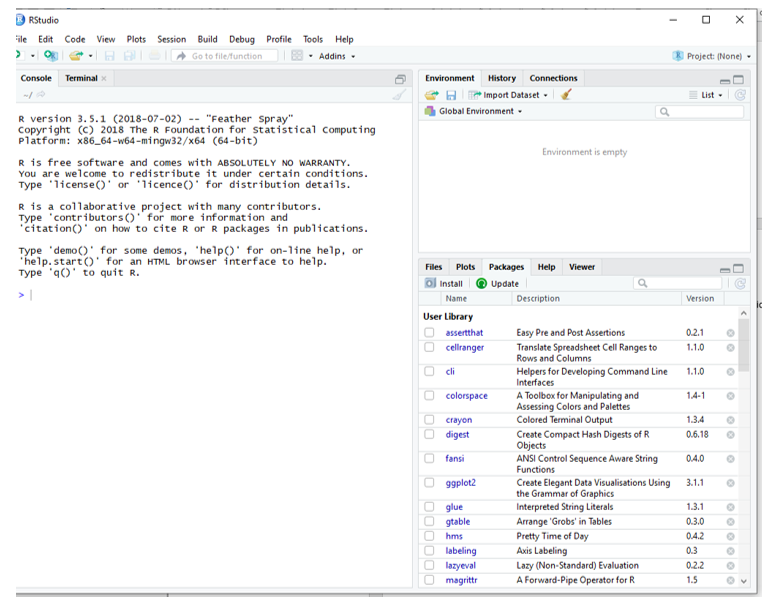 RStudio
File Edit Code View Plots Session Build Debug Profile Tools Help
Go to file/function Addins Project: (None)
Console Terminal
~/
R version 3.5.1 (2018-07-02) -- "Feather Spray"
Copyright (C) 2018 The R Foundation for Statistical Computing
Platform: x86_64-w64-mingw32/x64 (64-bit)
R is free software and comes with ABSOLUTELY NO WARRANTY.
You are welcome to redistribute it under certain conditions.
Type 'license()' or 'licence()' for distribution details.
R is a collaborative project with many contributors.
Type 'contributors()' for more information and
'citation()' on how to cite R or R packages in publications.
Type 'demo()' for some demos, 'help()' for on-line help, or
'help.start()' for an HTML browser interface to help.
Type 'q()' to quit R.
>
Environment History Connections
Import Dataset List
Global Environment
Environment is empty
Files Plots Packages Help Viewer
Install Update
Name Description Version
User Library
assertthat Easy Pre and Post Assertions 0.2.1
cellranger Translate Spreadsheet Cell Ranges to 1.1.0
Rows and Columns
cli Helpers for Developing Command Line 1.1.0
Interfaces
colorspace A Toolbox for Manipulating and 1.4-1
Assessing Colors and Palettes
crayon Colored Terminal Output 1.3.4
digest Create Compact Hash Digests of R 0.6.18
Objects
fansi ANSI Control Sequence Aware String 0.4.0
Functions
ggplot2 Create Elegant Data Visualisations Using 3.1.1
the Grammar of Graphics
glue Interpreted String Literals 1.3.1
gtable Arrange 'Grobs' in Tables 0.3.0
hms Pretty Time of Day 0.4.2
labeling Axis Labeling 0.3
lazyeval Lazy (Non-Standard) Evaluation 0.2.2
magrittr A Forward-Pipe Operator for R 1.5